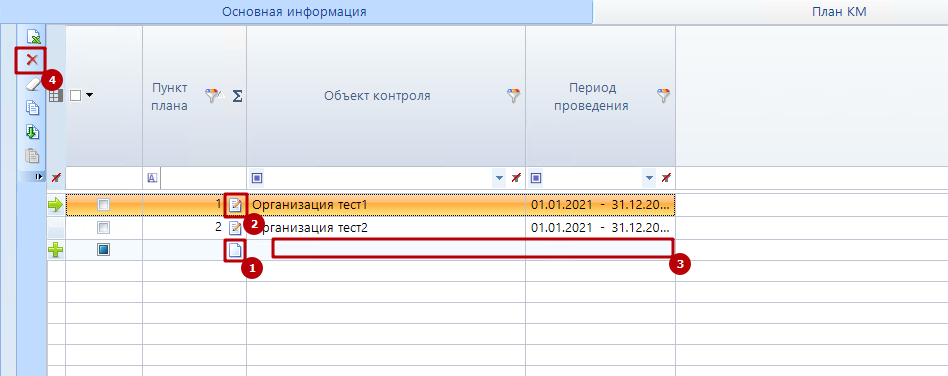 Основная информация
План КМ
4
Пункт
плана
Σ
Объект контроля
Период
проведения
A
1
Организация тест1
01.01.2021 - 31.12.20...
2
2
рганизация тест2
01.01.2021 - 31.12.20...
1
3